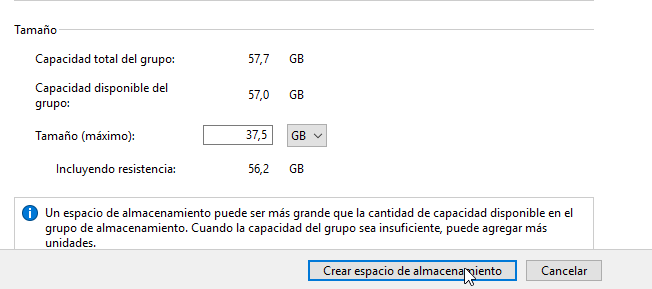 Tamaño
Capacidad total del grupo: 57,7 GB
Capacidad disponible del
grupo: 57,0 GB
Tamaño (máximo): 37,5 GB
Incluyendo resistencia: 56,2 GB
Un espacio de almacenamiento puede ser más grande que la cantidad de capacidad disponible en el
grupo de almacenamiento. Cuando la capacidad del grupo sea insuficiente, puede agregar más
unidades.
Crear espacio de almacenamiento Cancelar